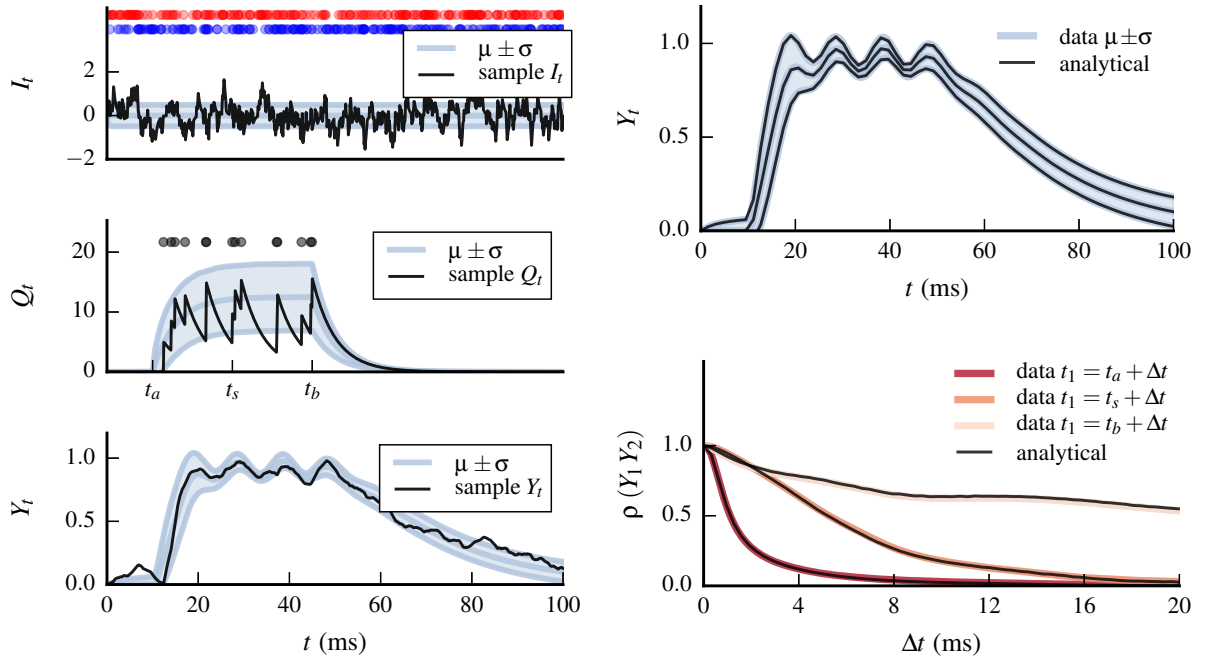 I_t
2
0
−2
μ ± σ
sample I_t
Q_t
20
10
0
μ ± σ
sample Q_t
t_a
t_s
t_b
Y_t
1.0
0.5
0.0
μ ± σ
sample Y_t
0 20 40 60 80 100
t (ms)
Y_t
1.0
0.5
0.0
data μ±σ
analytical
0 20 40 60 80 100
t (ms)
ρ (Y_1 Y_2)
1.0
0.5
0.0
data t_1 = t_a + Δt
data t_1 = t_s + Δt
data t_1 = t_b + Δt
analytical
0 4 8 12 16 20
Δt (ms)